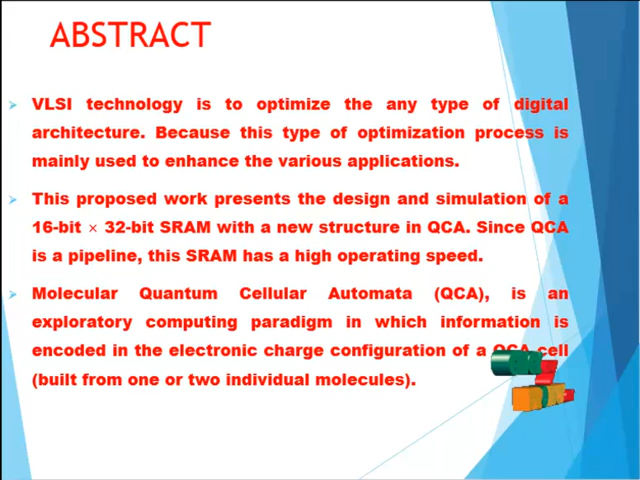 ABSTRACT
VLSI technology is to optimize the any type of digital
architecture. Because this type of optimization process is
mainly used to enhance the various applications.
This proposed work presents the design and simulation of a
16-bit × 32-bit SRAM with a new structure in QCA. Since QCA
is a pipeline, this SRAM has a high operating speed.
Molecular Quantum Cellular Automata (QCA), is an
exploratory computing paradigm in which information is
encoded in the electronic charge configuration of a QCA cell
(built from one or two individual molecules).